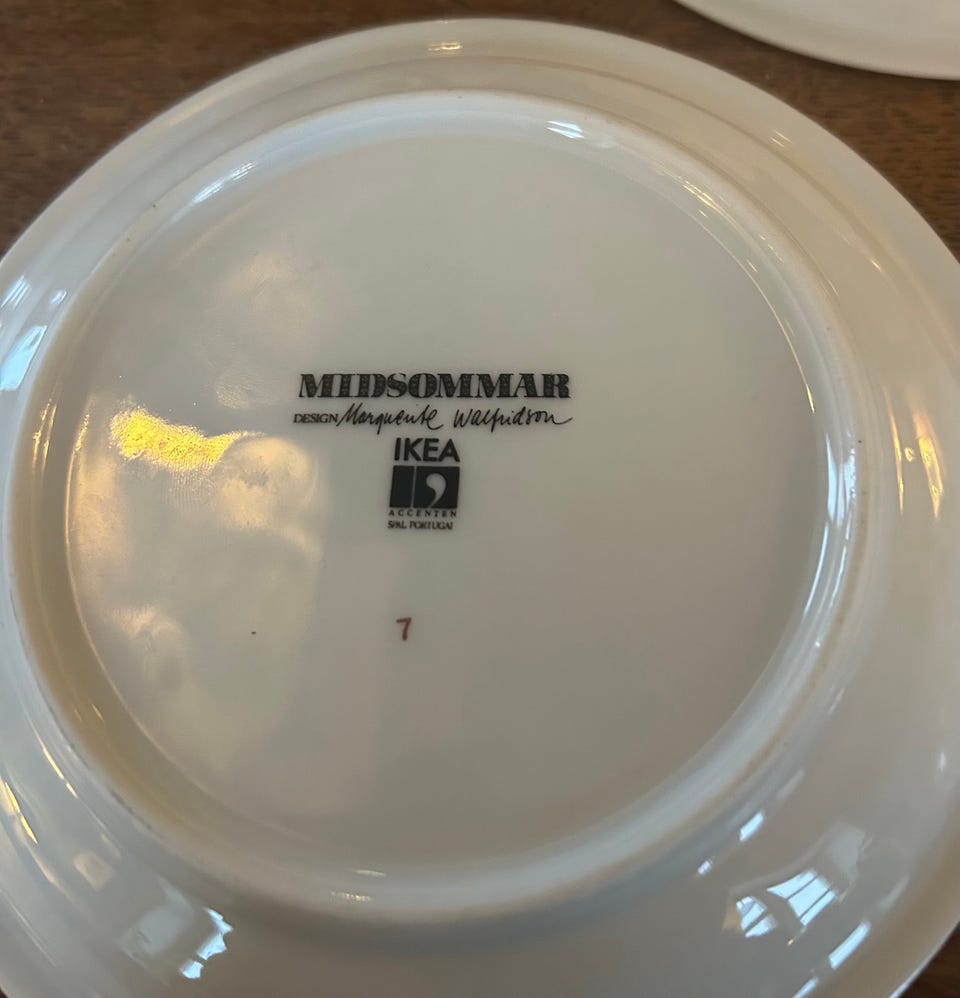 MIDSOMMAR
DESIGN Marguerite Walfridson
IKEA
ACCENTEN
SPAL PORTUGAL
7